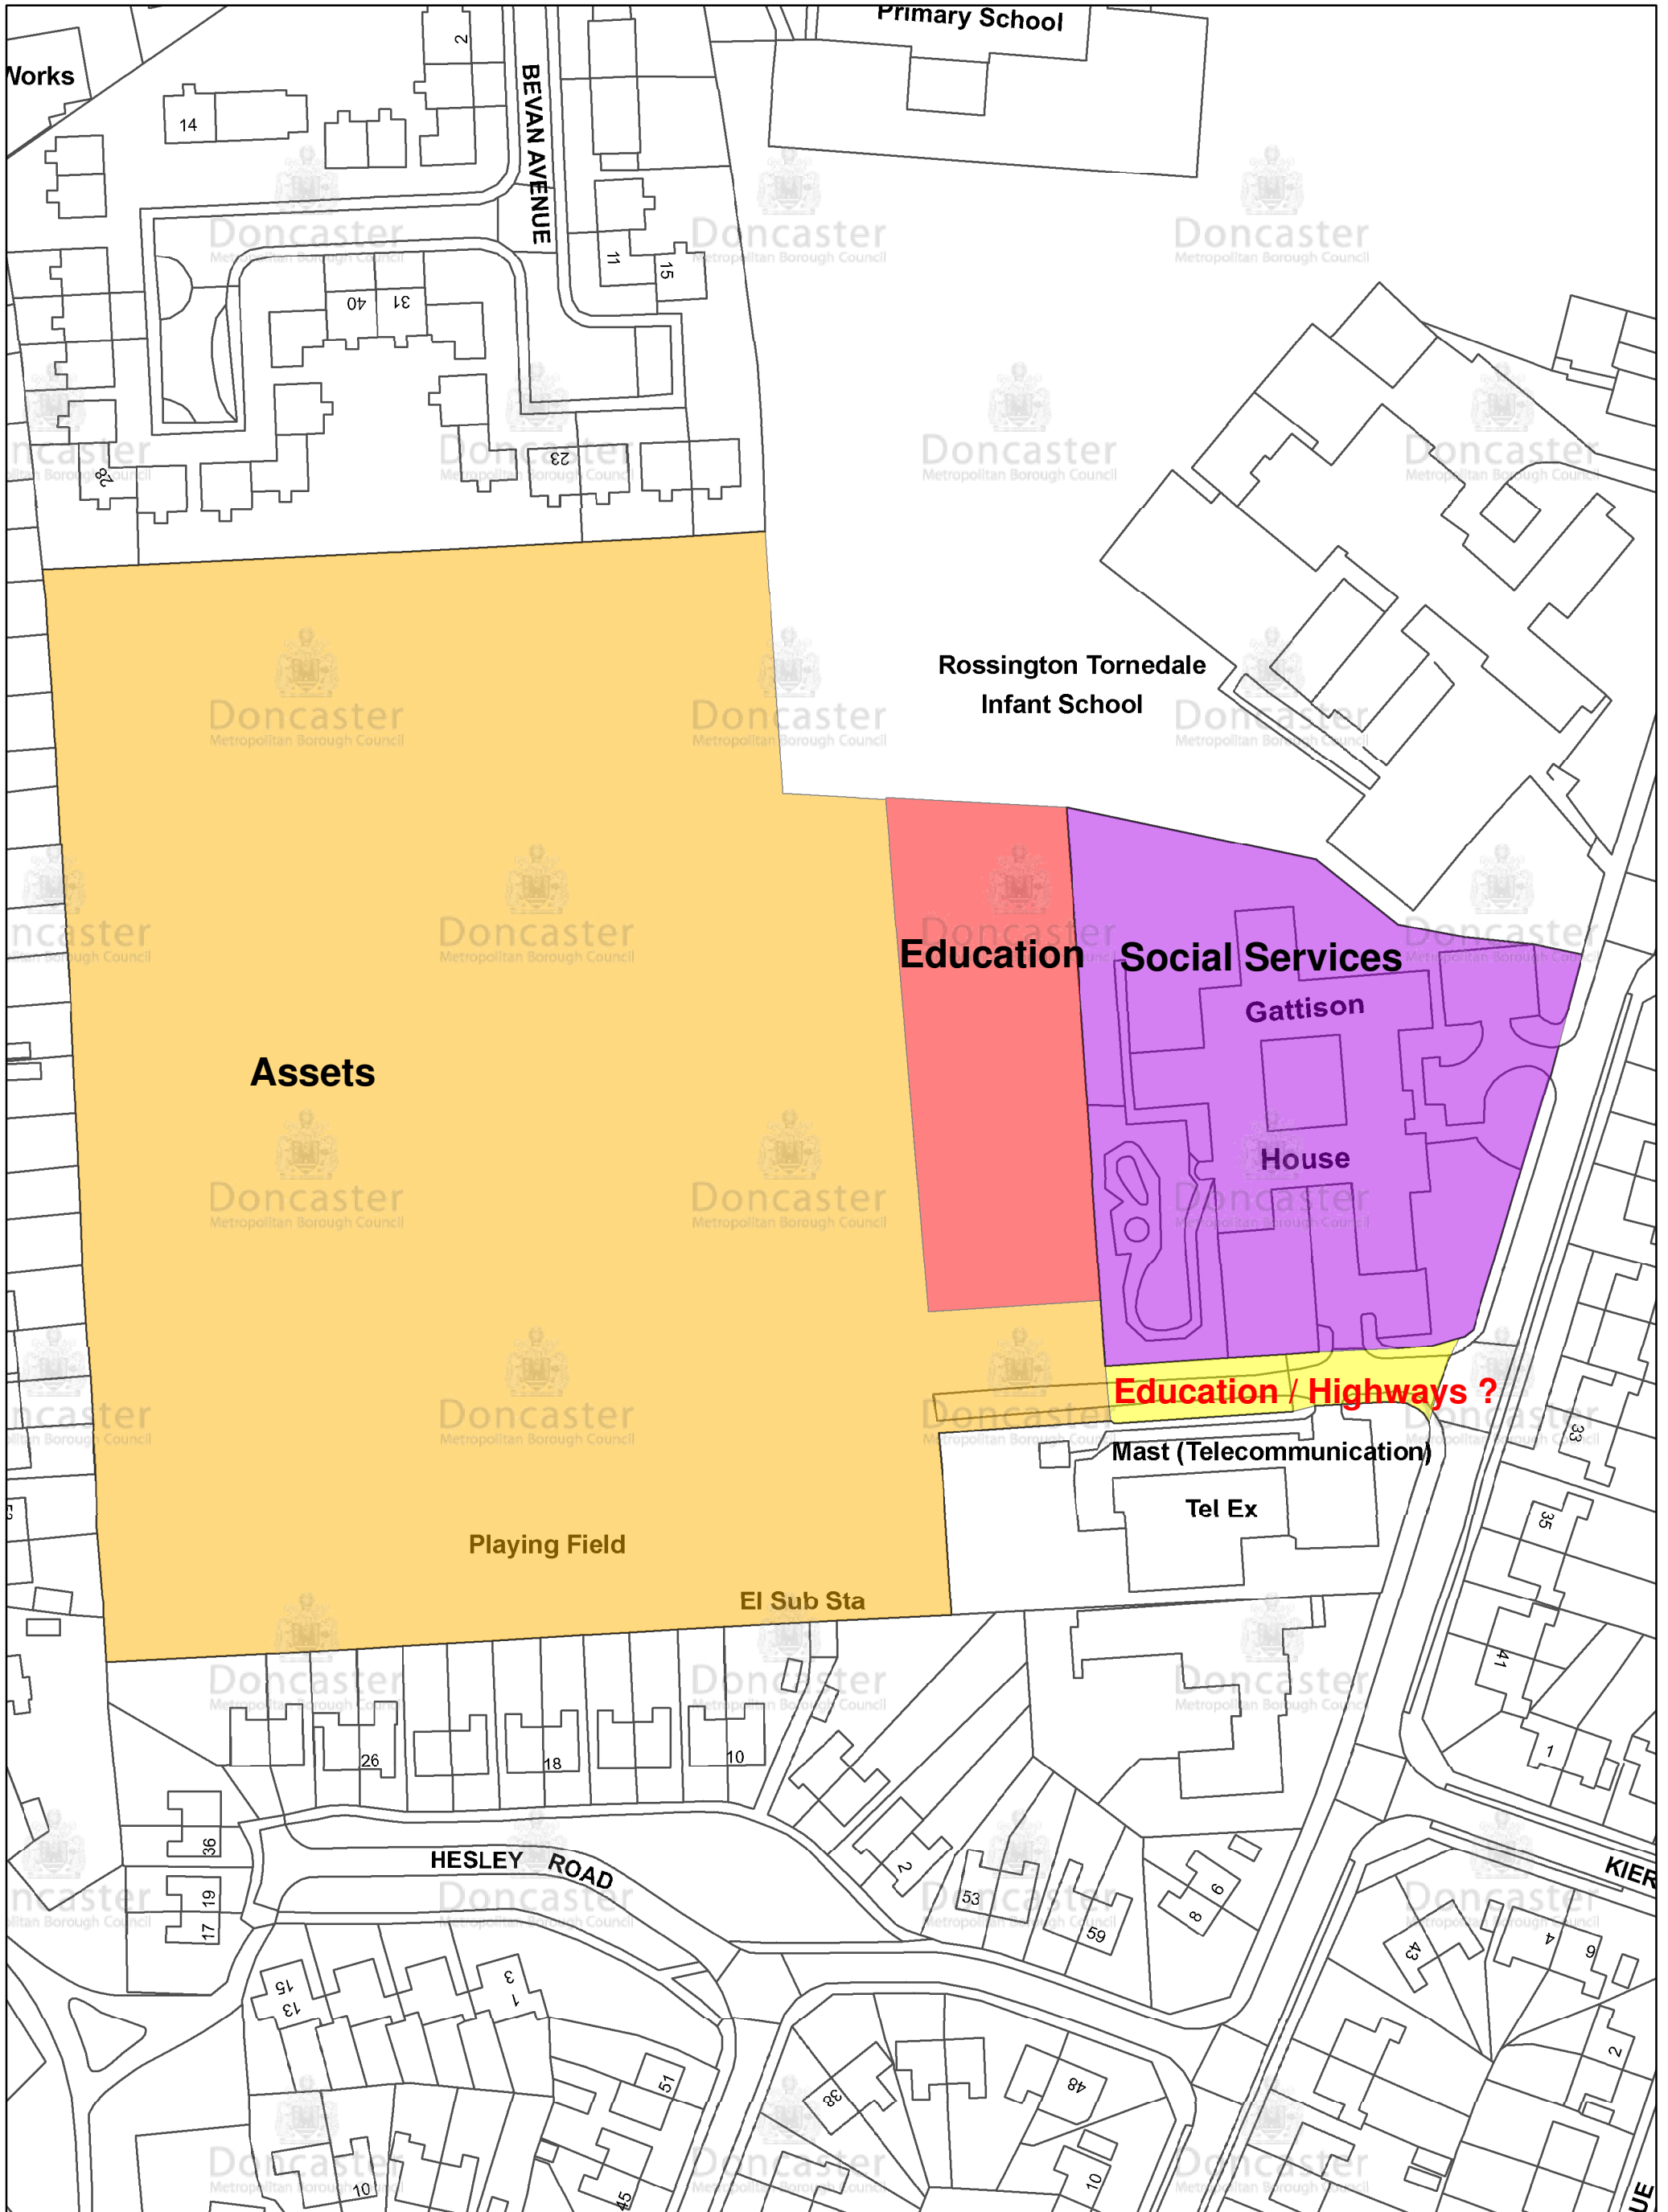 Primary School
Works
2
14
BEVAN AVENUE
11
15
40
31
28
23
Rossington Tornedale
Infant School
Education
Social Services
Gattison
House
Assets
Education / Highways ?
Mast (Telecommunication)
Tel Ex
33
35
Playing Field
El Sub Sta
41
1
26
18
10
36
HESLEY ROAD
19
17
2
53
59
6
8
43
4
6
2
15
13
3
1
51
38
48
10
45
10
Doncaster
Metropolitan Borough Council